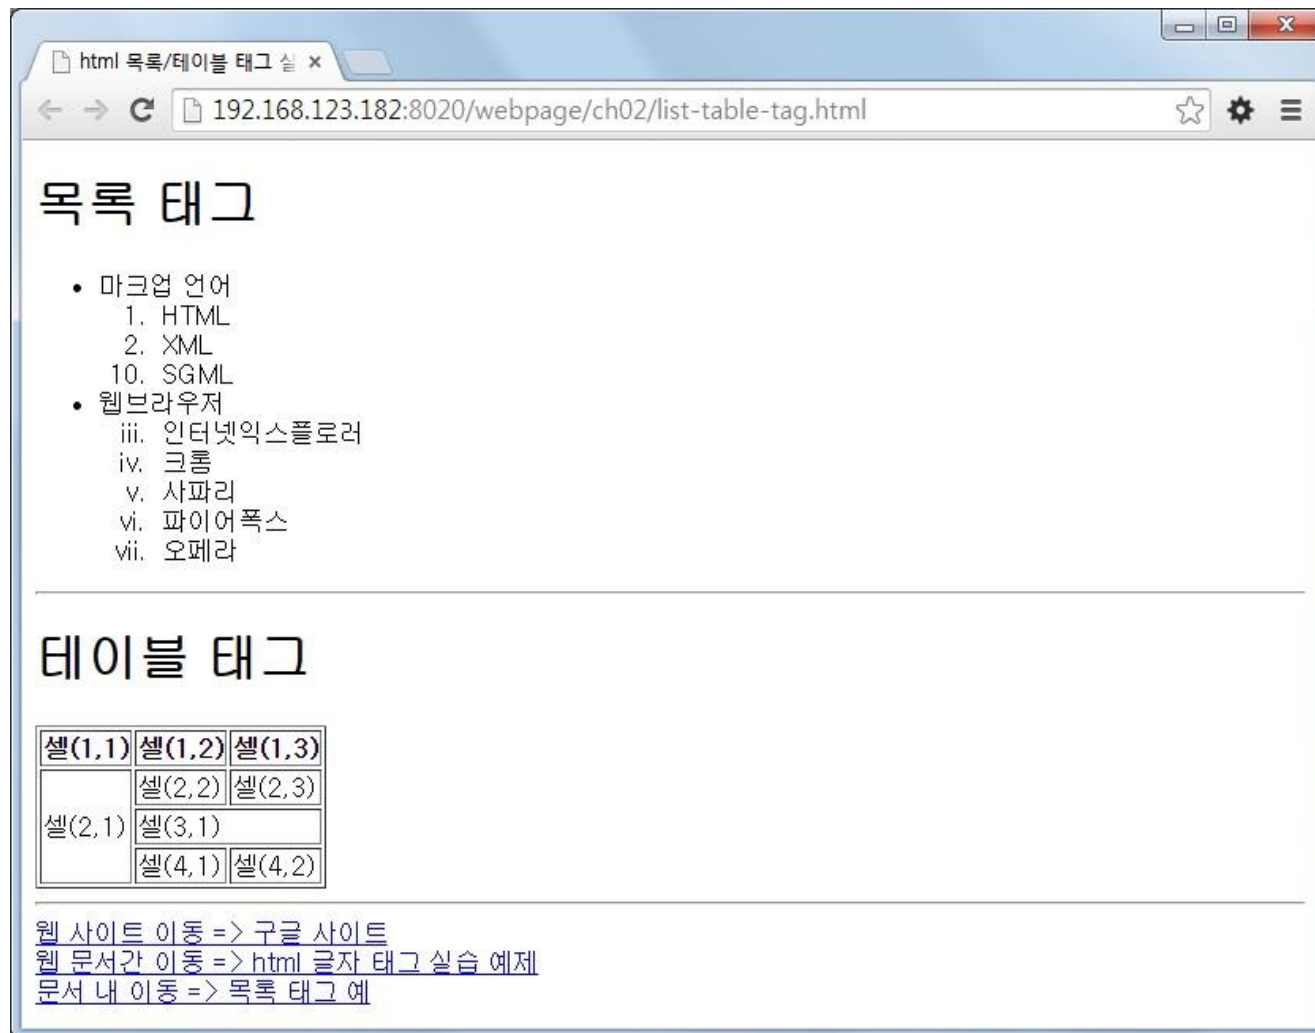 html 목록/테이블 태그 실
192.168.123.182:8020/webpage/ch02/list-table-tag.html
목록 태그
• 마크업 언어
1. HTML
2. XML
10. SGML
• 웹브라우저
iii. 인터넷익스플로러
iv. 크롬
v. 사파리
vi. 파이어폭스
vii. 오페라
테이블 태그
셀(1,1) 셀(1,2) 셀(1,3)
셀(2,2) 셀(2,3)
셀(2,1) 셀(3,1)
셀(4,1) 셀(4,2)
웹 사이트 이동 => 구글 사이트
웹 문서간 이동 => html 글자 태그 실습 예제
문서 내 이동 => 목록 태그 예